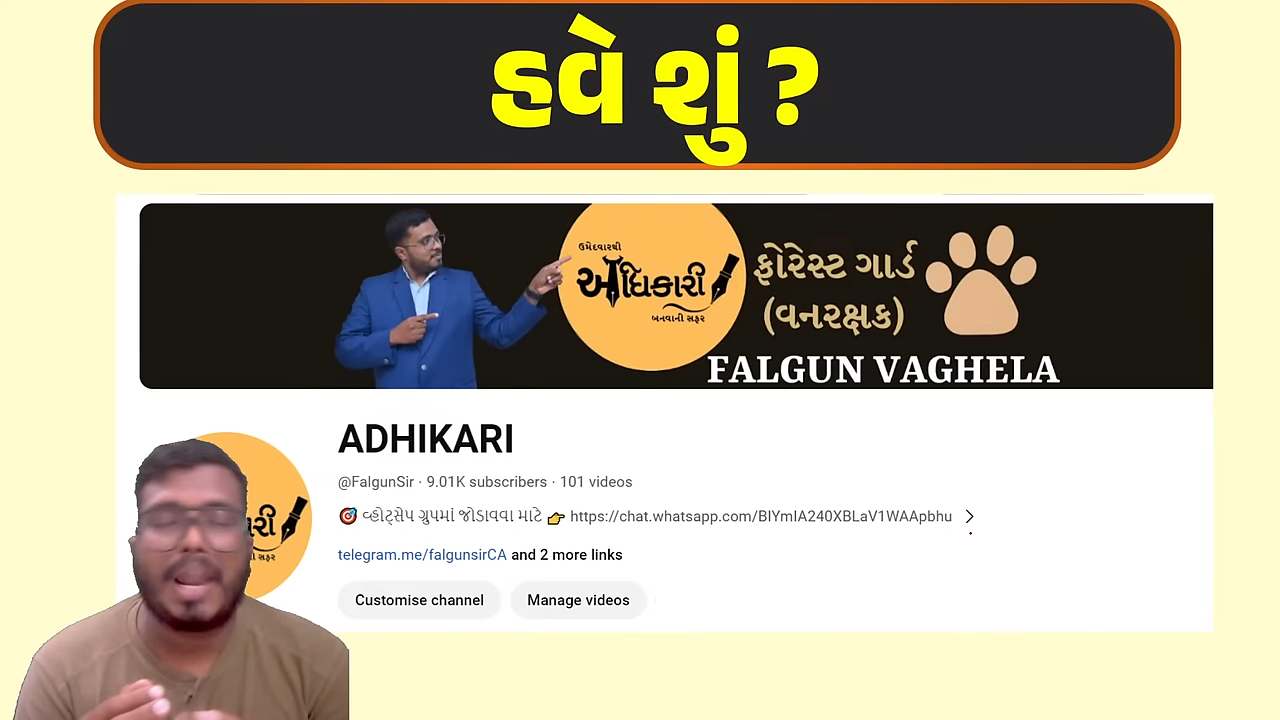 હવે શું ?
ઉમેદવારથી
અધિકારી
બનવાની સફર
ફોરેસ્ટ ગાર્ડ
(વનરક્ષક)
FALGUN VAGHELA
ADHIKARI
@FalgunSir · 9.01K subscribers · 101 videos
🎯 વ્હોટ્સેપ ગ્રુપમાં જોડાવવા માટે 👉 https://chat.whatsapp.com/BIYmIA240XBLaV1WAApbhu
telegram.me/falgunsirCA and 2 more links
Customise channel Manage videos